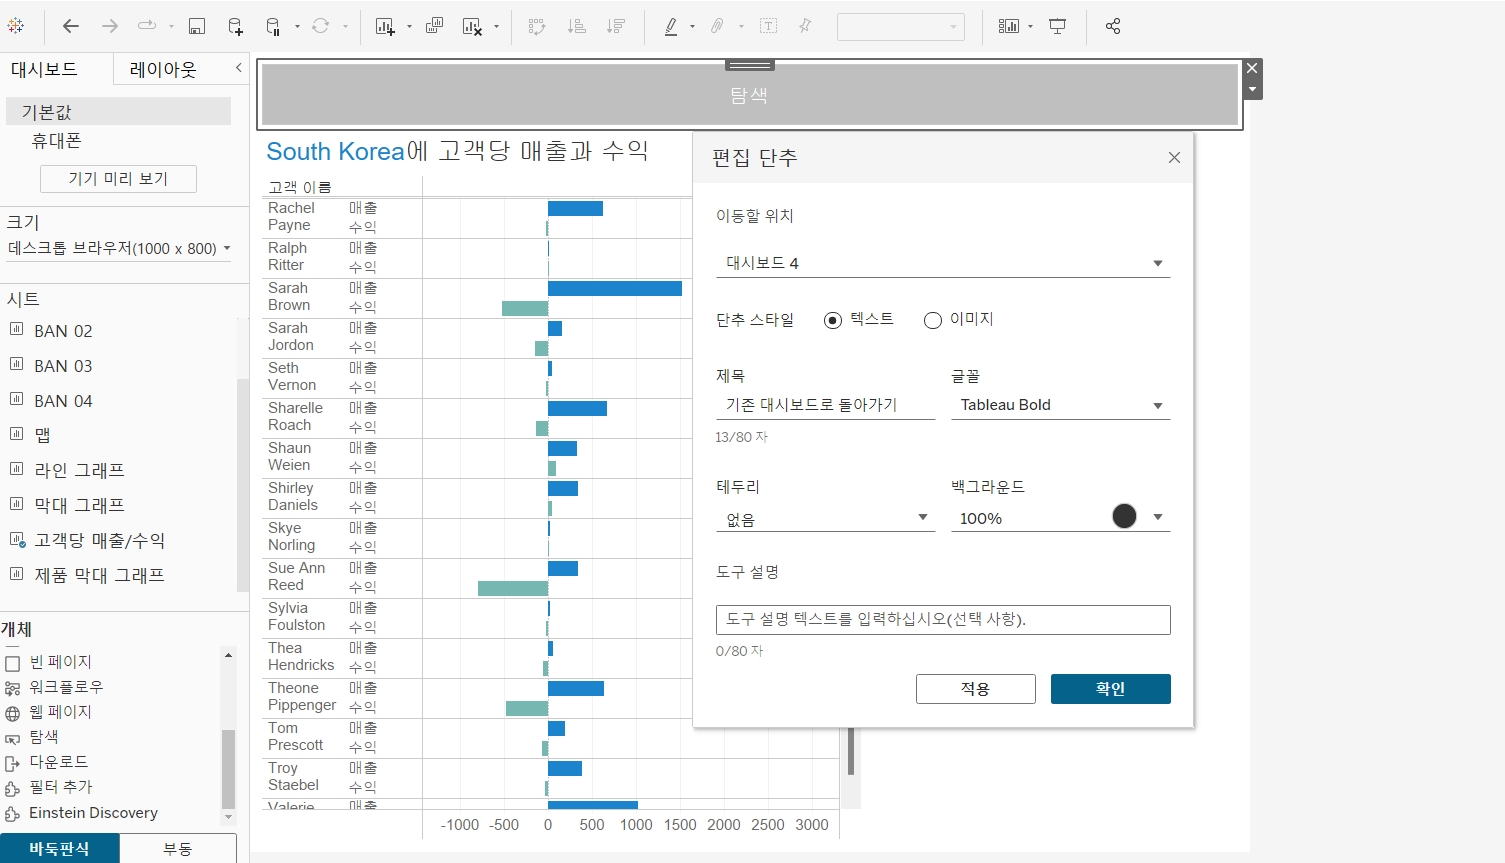 대시보드
레이아웃
기본값
휴대폰
기기 미리 보기
크기
데스크톱 브라우저(1000 x 800)
시트
BAN 02
BAN 03
BAN 04
맵
라인 그래프
막대 그래프
고객당 매출/수익
제품 막대 그래프
개체
빈 페이지
워크플로우
웹 페이지
탐색
다운로드
필터 추가
Einstein Discovery
바둑판식
부동
탐색
South Korea에 고객당 매출과 수익
고객 이름
Rachel 매출
Payne 수익
Ralph 매출
Ritter 수익
Sarah 매출
Brown 수익
Sarah 매출
Jordon 수익
Seth 매출
Vernon 수익
Sharelle 매출
Roach 수익
Shaun 매출
Weien 수익
Shirley 매출
Daniels 수익
Skye 매출
Norling 수익
Sue Ann 매출
Reed 수익
Sylvia 매출
Foulston 수익
Thea 매출
Hendricks 수익
Theone 매출
Pippenger 수익
Tom 매출
Prescott 수익
Troy 매출
Staebel 수익
Valerie 매출
-1000 -500 0 500 1000 1500 2000 2500 3000
편집 단추
이동할 위치
대시보드 4
단추 스타일 텍스트 이미지
제목 글꼴
기존 대시보드로 돌아가기 Tableau Bold
13/80 자
테두리 백그라운드
없음 100%
도구 설명
도구 설명 텍스트를 입력하십시오(선택 사항).
0/80 자
적용 확인